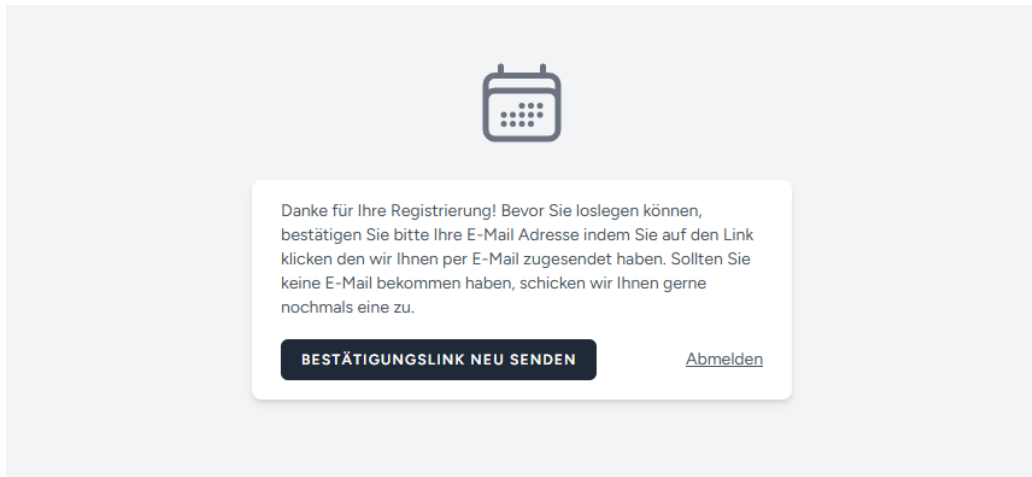 Danke für Ihre Registrierung! Bevor Sie loslegen können,
bestätigen Sie bitte Ihre E-Mail Adresse indem Sie auf den Link
klicken den wir Ihnen per E-Mail zugesendet haben. Sollten Sie
keine E-Mail bekommen haben, schicken wir Ihnen gerne
nochmals eine zu.
BESTÄTIGUNGSLINK NEU SENDEN
Abmelden